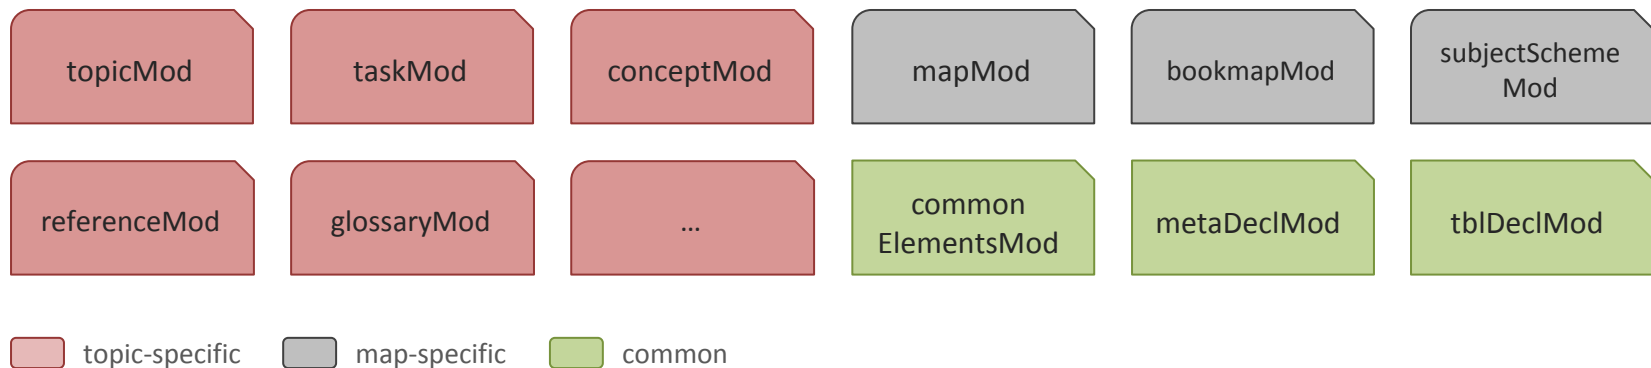 topicMod
taskMod
conceptMod
mapMod
bookmapMod
subjectScheme
Mod
referenceMod
glossaryMod
...
common
ElementsMod
metaDeclMod
tblDeclMod
topic-specific
map-specific
common